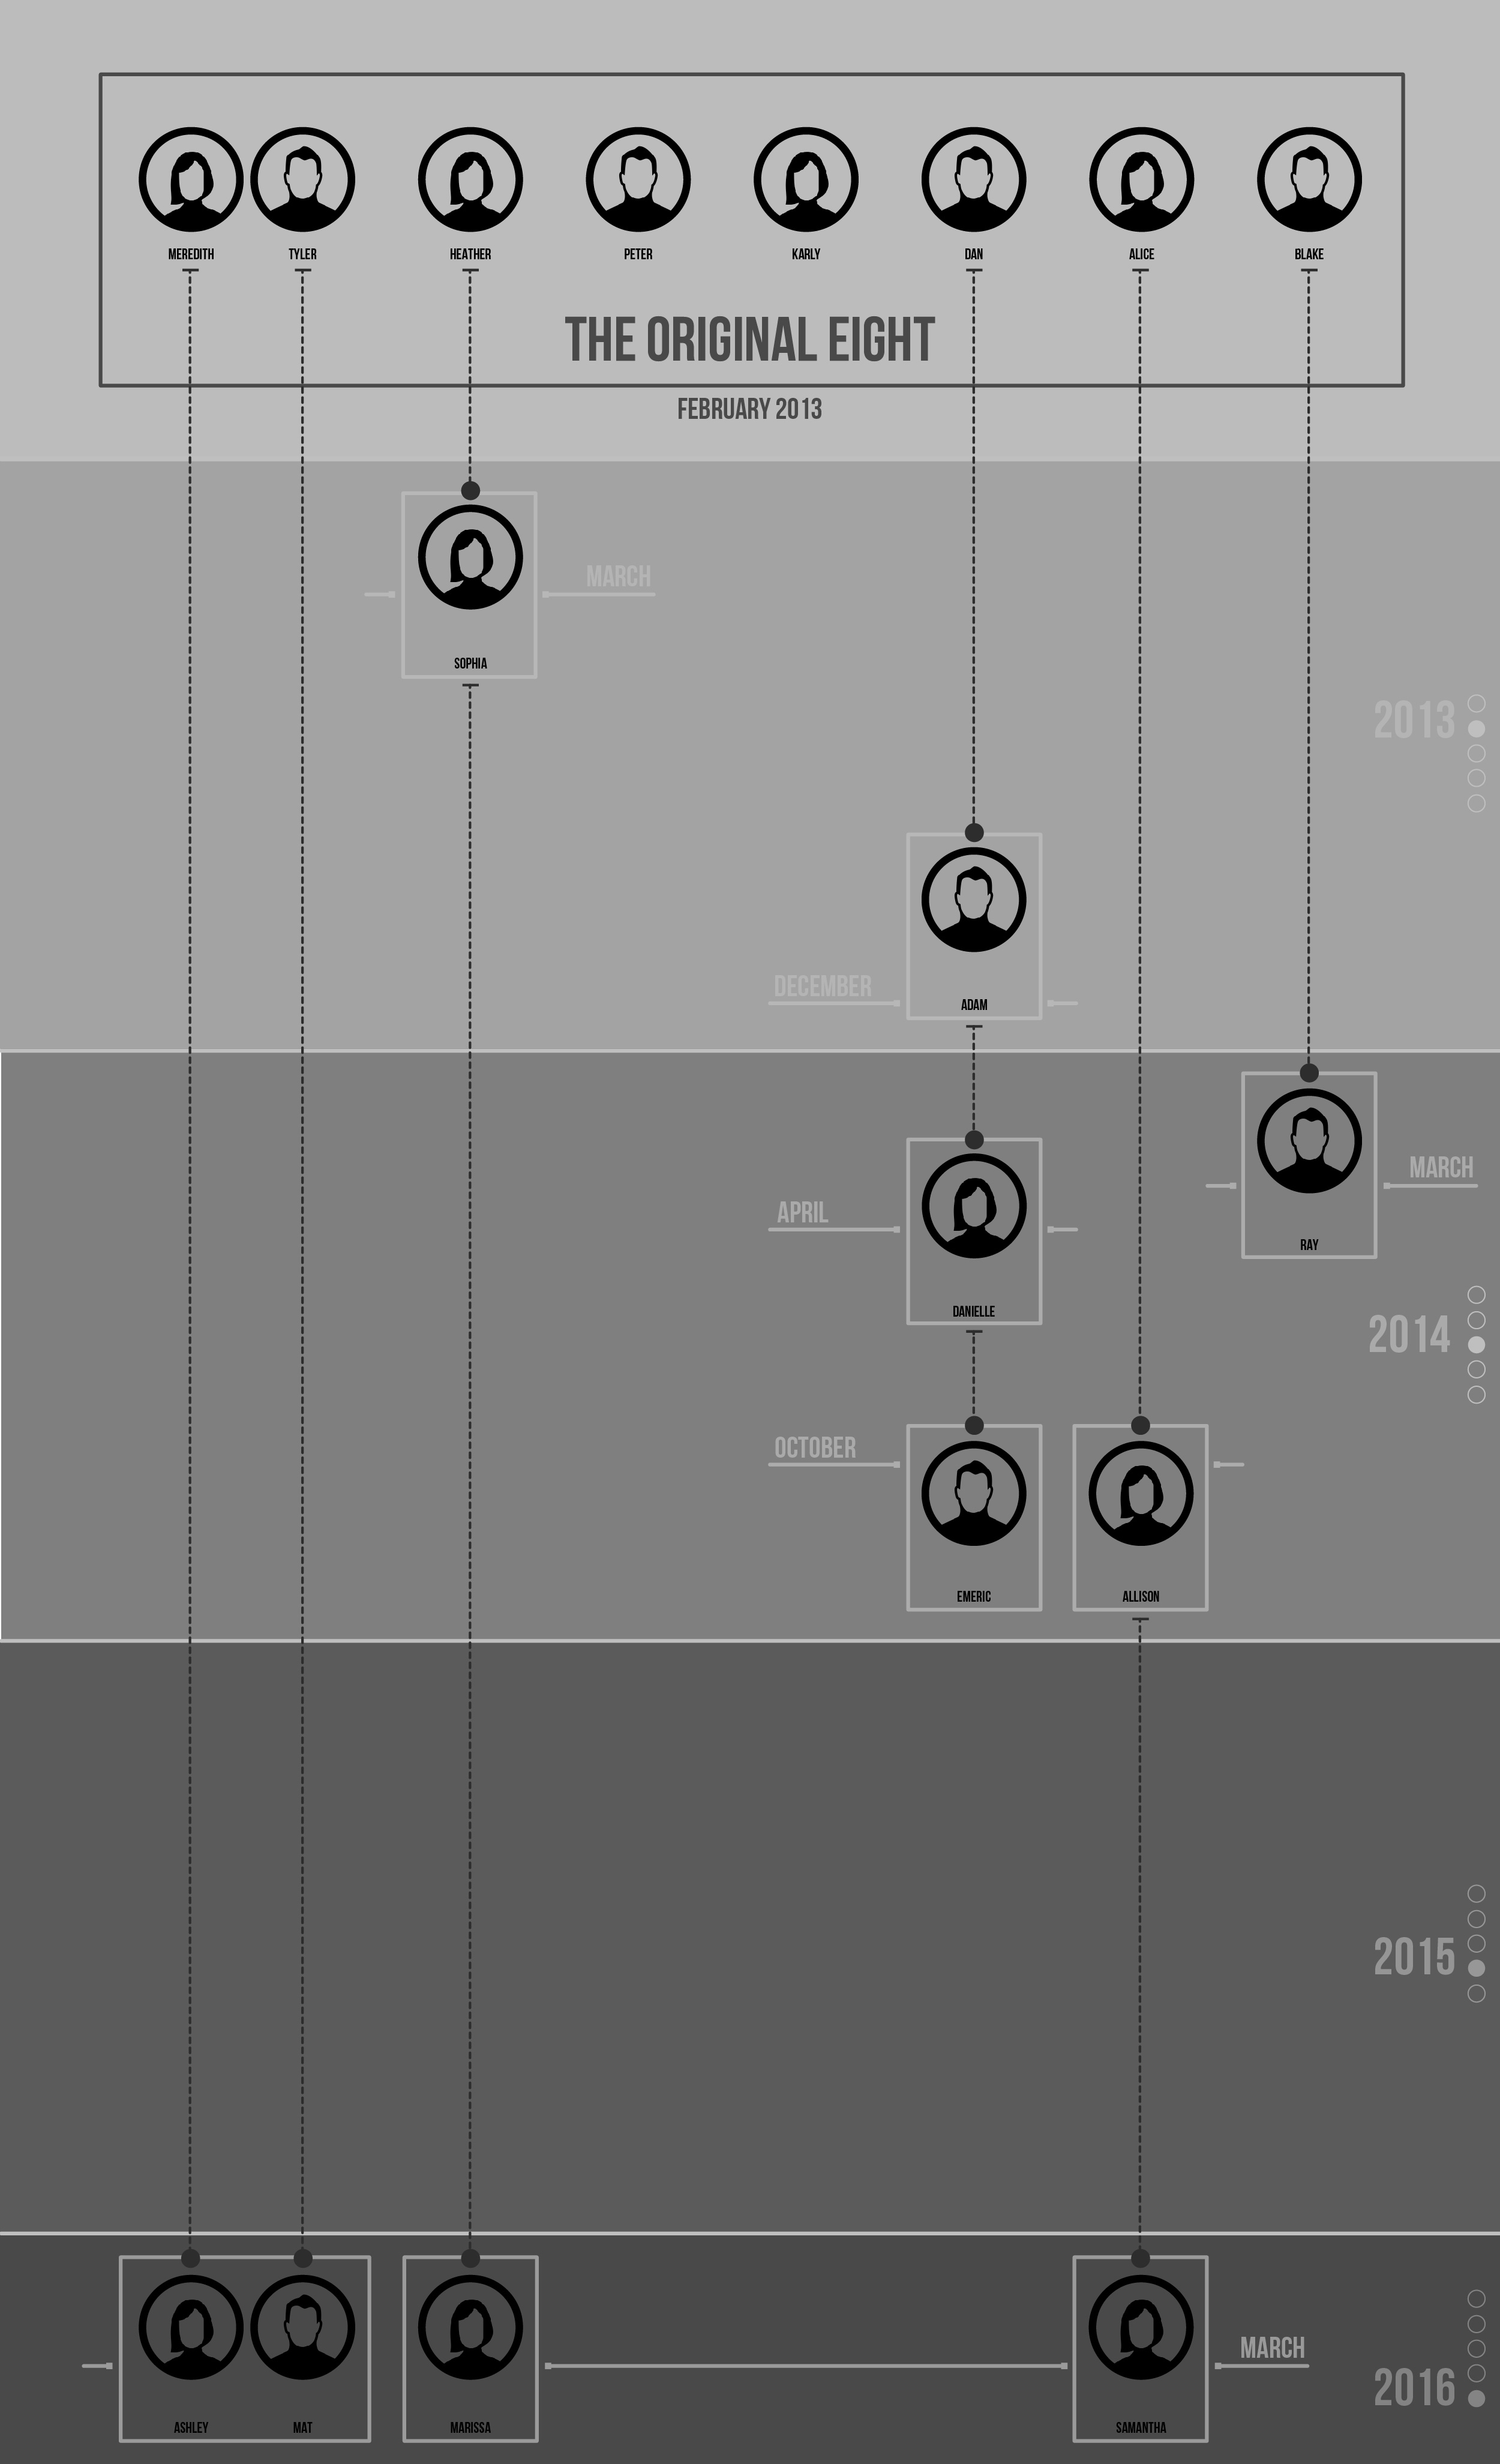 MEREDITH TYLER HEATHER PETER KARLY DAN ALICE BLAKE
THE ORIGINAL EIGHT
FEBRUARY 2013
MARCH
SOPHIA
2013
DECEMBER
ADAM
MARCH
APRIL
RAY
DANIELLE
2014
OCTOBER
EMERIC ALLISON
2015
MARCH
2016
ASHLEY MAT MARISSA SAMANTHA